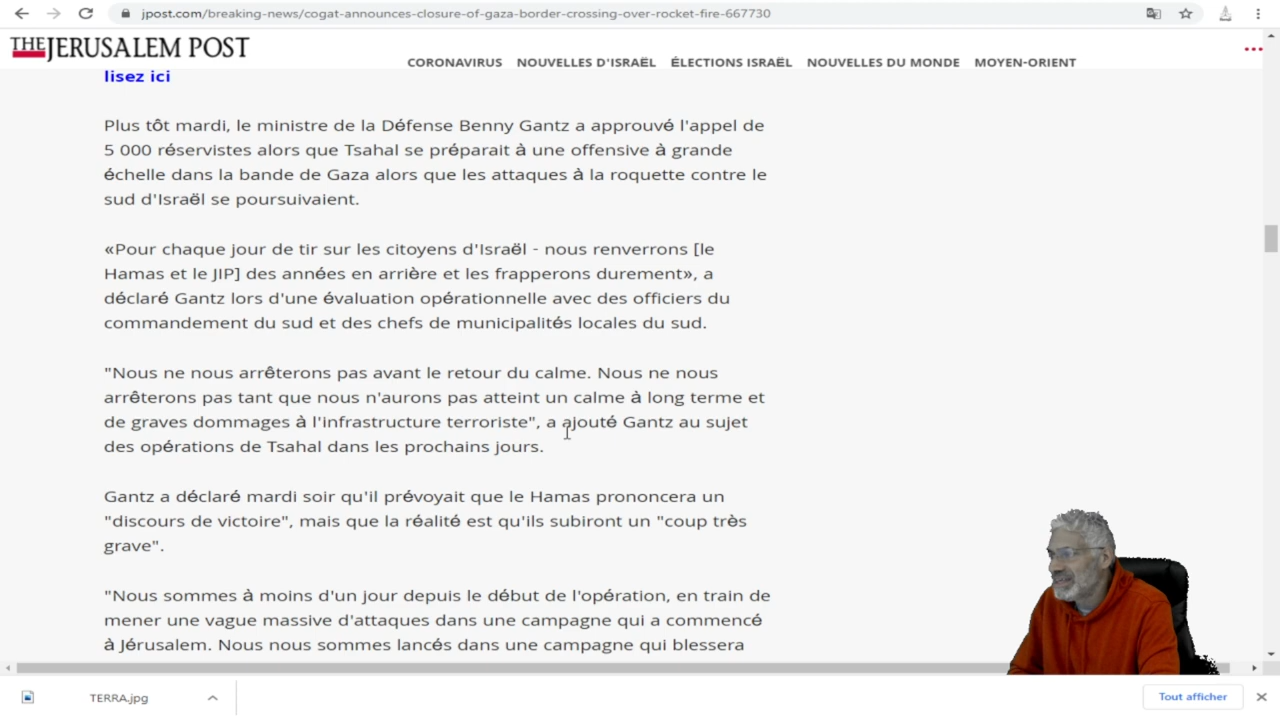 jpost.com/breaking-news/cogat-announces-closure-of-gaza-border-crossing-over-rocket-fire-667730
THE JERUSALEM POST
CORONAVIRUS NOUVELLES D'ISRAËL ÉLECTIONS ISRAËL NOUVELLES DU MONDE MOYEN-ORIENT
lisez ici
Plus tôt mardi, le ministre de la Défense Benny Gantz a approuvé l'appel de
5 000 réservistes alors que Tsahal se préparait à une offensive à grande
échelle dans la bande de Gaza alors que les attaques à la roquette contre le
sud d'Israël se poursuivaient.
«Pour chaque jour de tir sur les citoyens d'Israël - nous renverrons [le
Hamas et le JIP] des années en arrière et les frapperons durement», a
déclaré Gantz lors d'une évaluation opérationnelle avec des officiers du
commandement du sud et des chefs de municipalités locales du sud.
"Nous ne nous arrêterons pas avant le retour du calme. Nous ne nous
arrêterons pas tant que nous n'aurons pas atteint un calme à long terme et
de graves dommages à l'infrastructure terroriste", a ajouté Gantz au sujet
des opérations de Tsahal dans les prochains jours.
Gantz a déclaré mardi soir qu'il prévoyait que le Hamas prononcera un
"discours de victoire", mais que la réalité est qu'ils subiront un "coup très
grave".
"Nous sommes à moins d'un jour depuis le début de l'opération, en train de
mener une vague massive d'attaques dans une campagne qui a commencé
à Jérusalem. Nous nous sommes lancés dans une campagne qui blessera
TERRA.jpg
Tout afficher